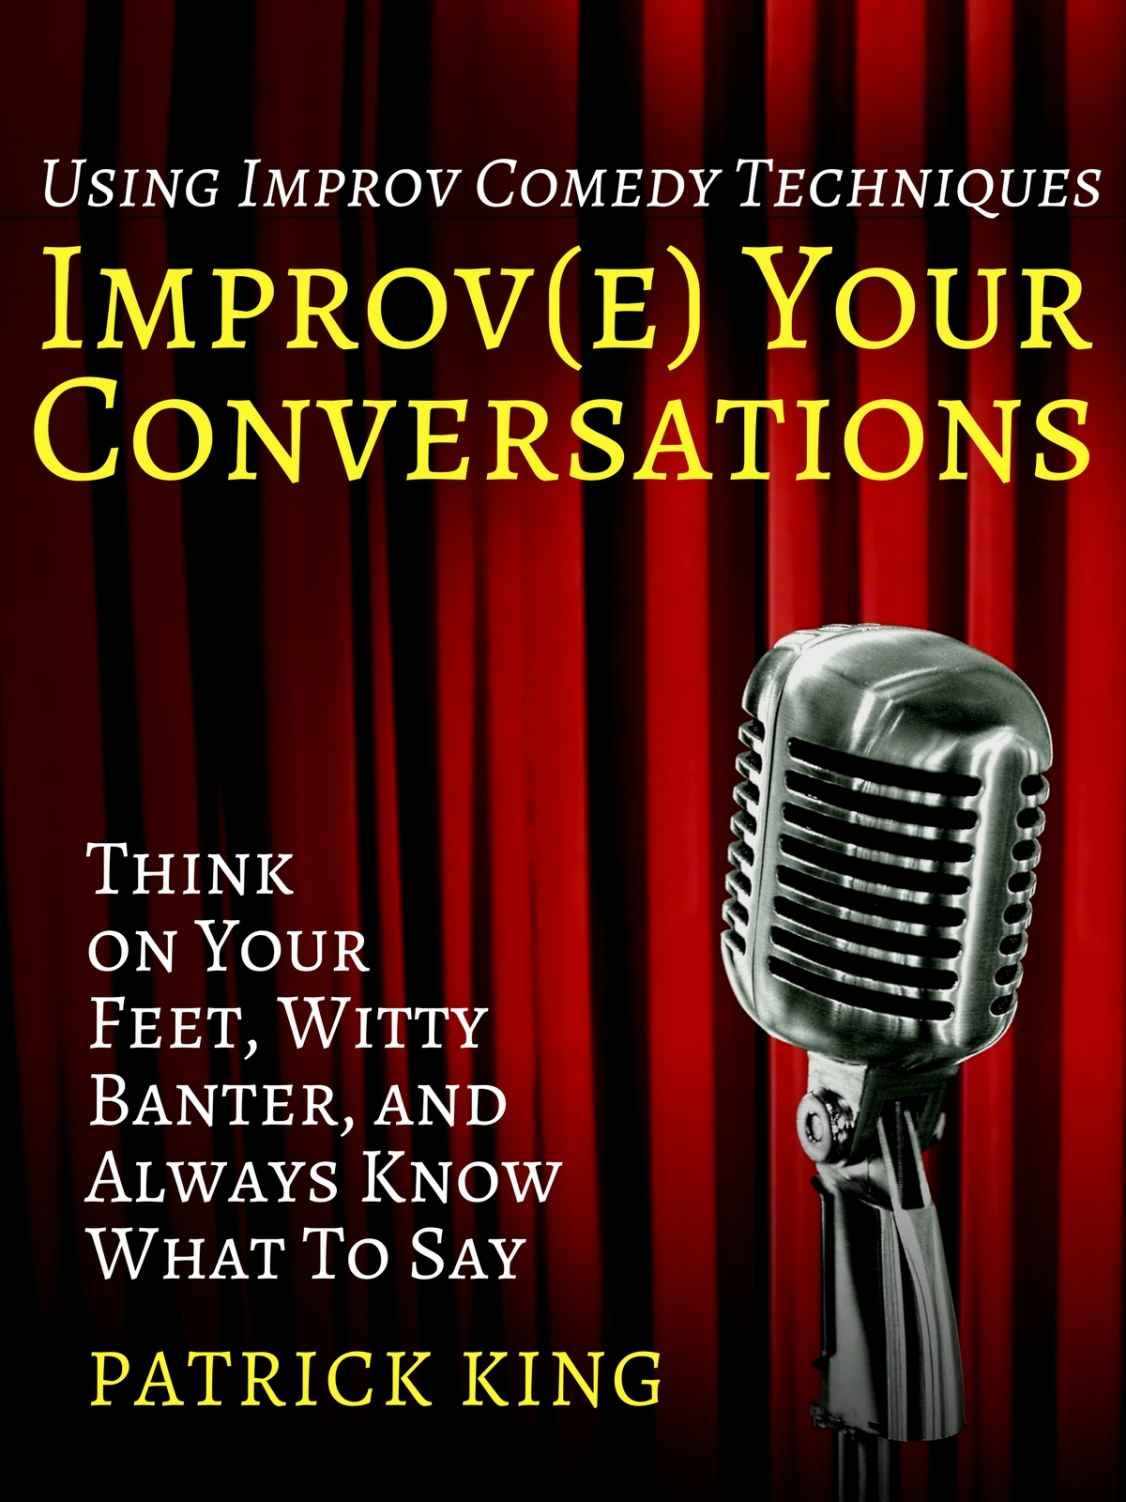 Using Improv Comedy Techniques
Improv(e) Your
Conversations
Think
on Your
Feet, Witty
Banter, and
Always Know
What To Say
PATRICK KING